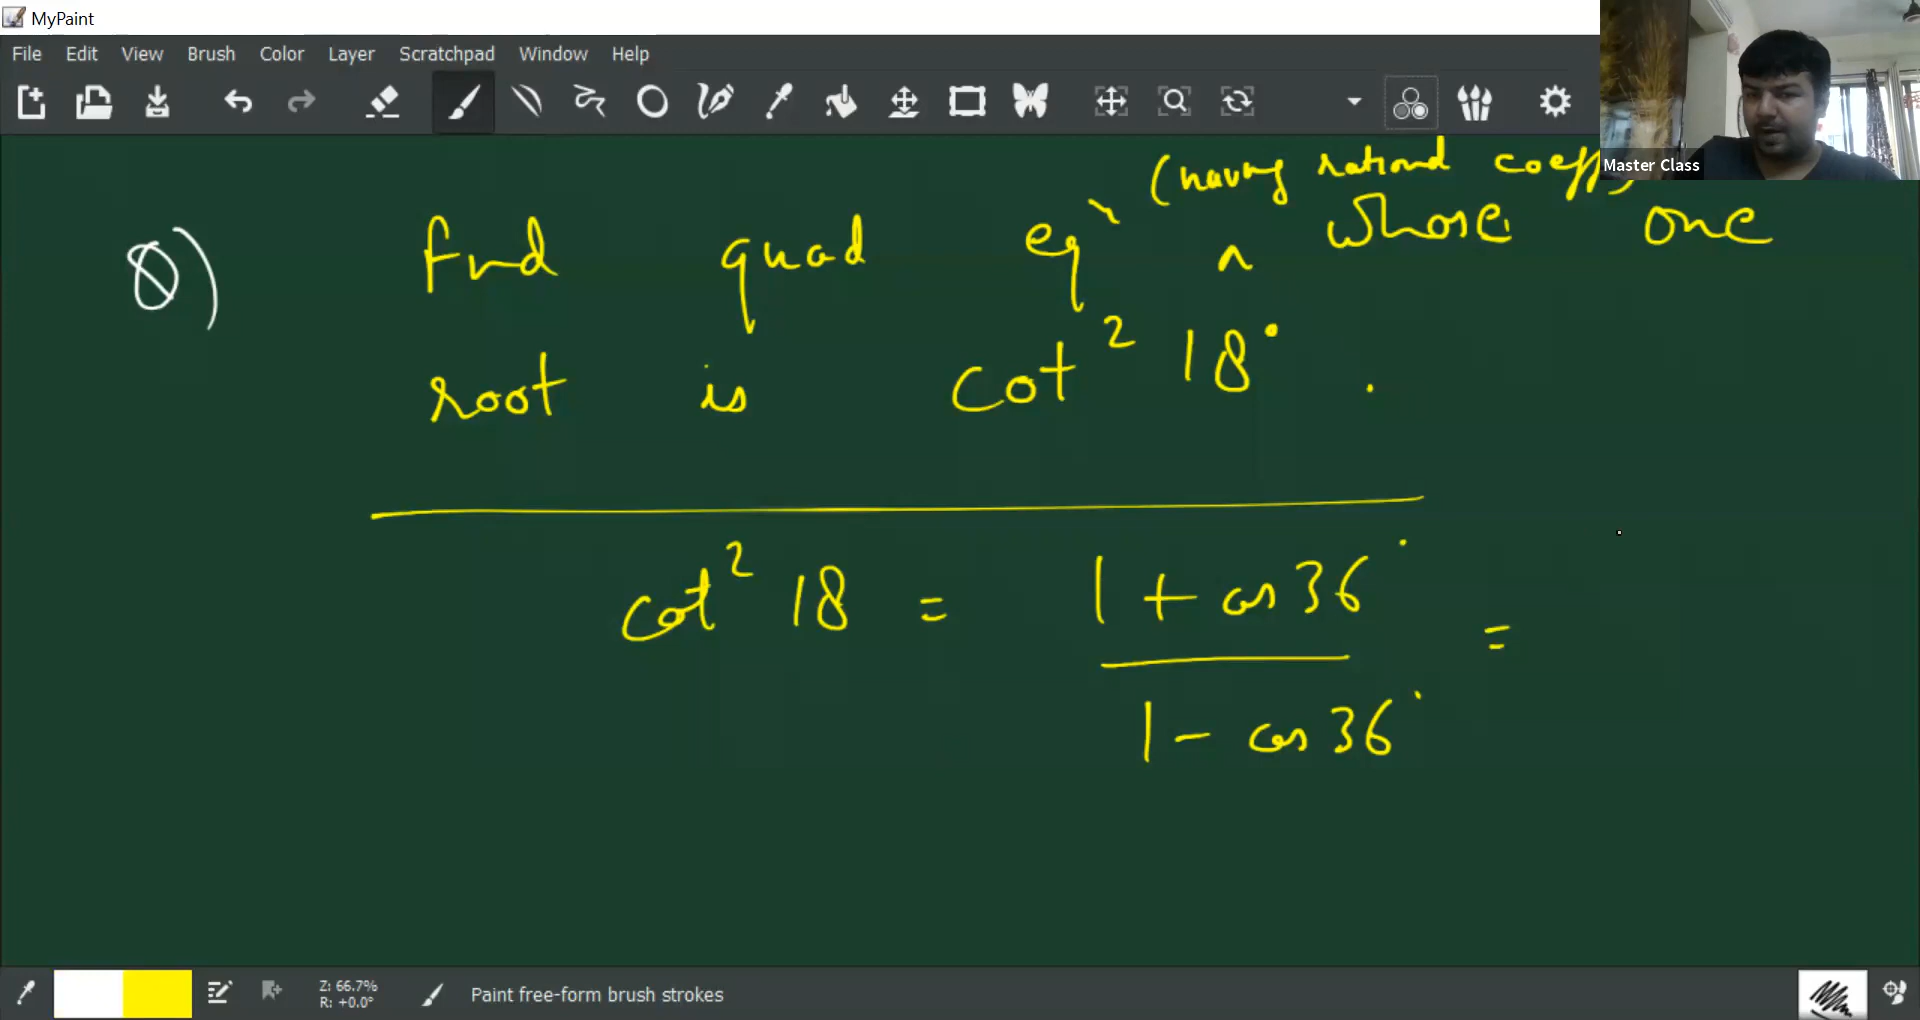 MyPaint
File Edit View Brush Color Layer Scratchpad Window Help
Master Class
(having rational coeff)
Q) find quad eqn whose one
root is cot² 18°.
cot² 18 = 1 + cos 36° =
1 - cos 36°
Z: 66.7%
R: +0.0°
Paint free-form brush strokes